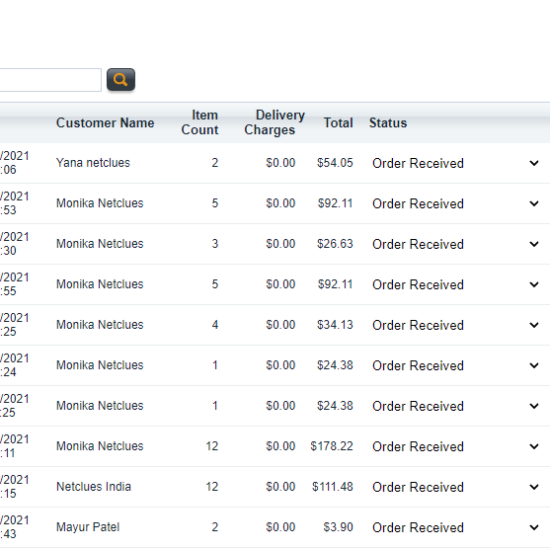 Customer Name Item Count Delivery Charges Total Status
/2021 :06 Yana netclues 2 $0.00 $54.05 Order Received
/2021 :53 Monika Netclues 5 $0.00 $92.11 Order Received
/2021 :30 Monika Netclues 3 $0.00 $26.63 Order Received
/2021 :55 Monika Netclues 5 $0.00 $92.11 Order Received
/2021 :25 Monika Netclues 4 $0.00 $34.13 Order Received
/2021 :24 Monika Netclues 1 $0.00 $24.38 Order Received
/2021 :25 Monika Netclues 1 $0.00 $24.38 Order Received
/2021 :11 Monika Netclues 12 $0.00 $178.22 Order Received
/2021 :15 Netclues India 12 $0.00 $111.48 Order Received
/2021 :43 Mayur Patel 2 $0.00 $3.90 Order Received